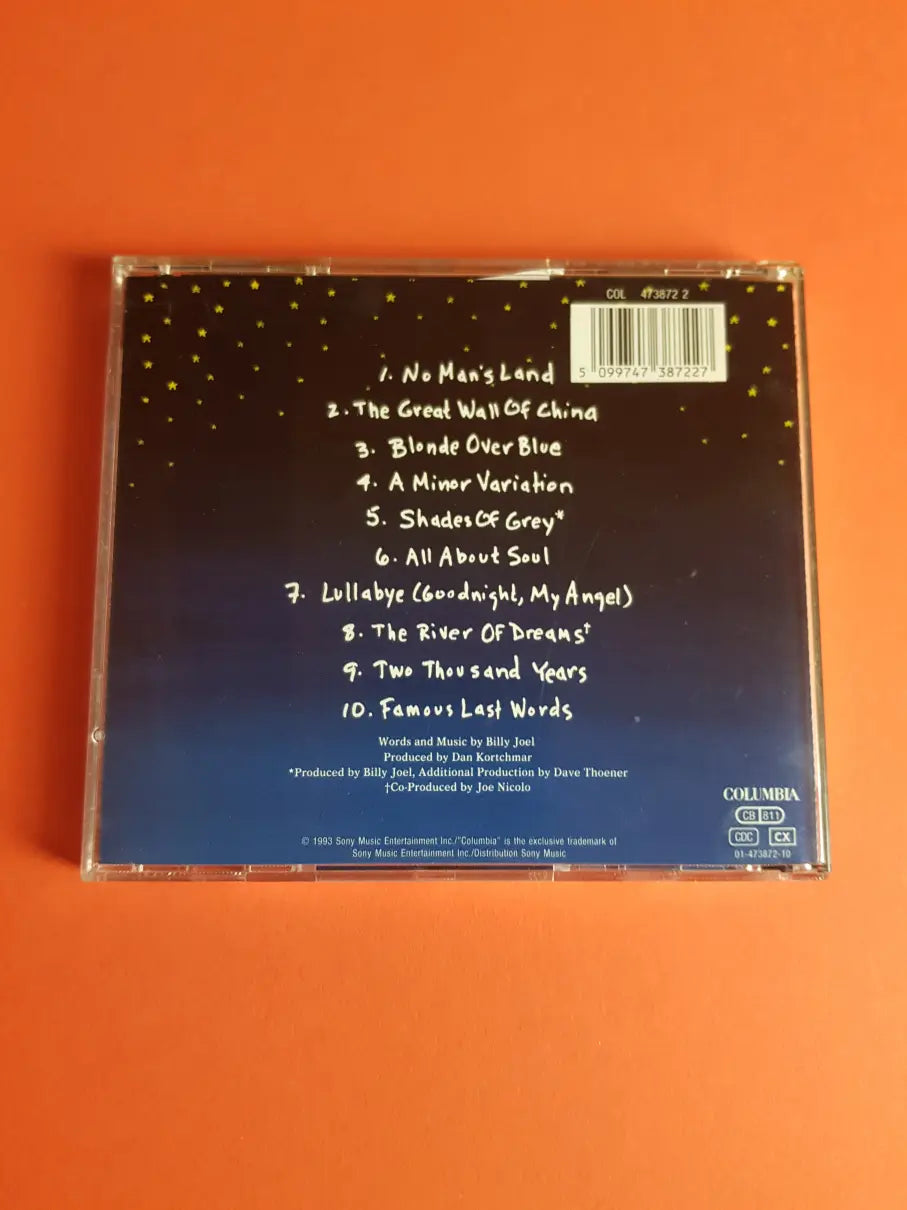 COL 473872 2
5 099747 387227
1. No Man's Land
2. The Great Wall Of China
3. Blonde Over Blue
4. A Minor Variation
5. Shades Of Grey*
6. All About Soul
7. Lullabye (Goodnight, My Angel)
8. The River Of Dreams†
9. Two Thousand Years
10. Famous Last Words
Words and Music by Billy Joel
Produced by Dan Kortchmar
*Produced by Billy Joel, Additional Production by Dave Thoener
†Co-Produced by Joe Nicolo
© 1993 Sony Music Entertainment Inc./"Columbia" is the exclusive trademark of
Sony Music Entertainment Inc./Distribution Sony Music
COLUMBIA
CB 811
CDC CX
01-473872-10